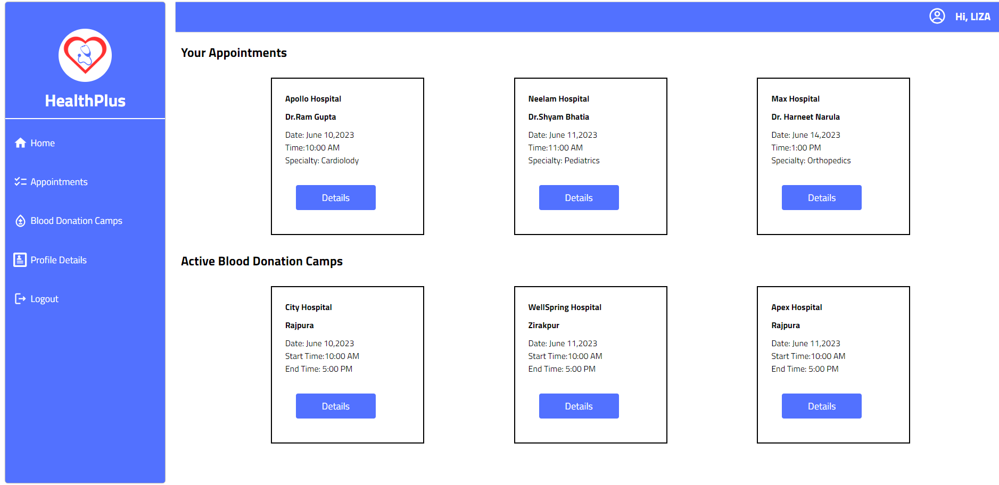 HealthPlus
Home
Appointments
Blood Donation Camps
Profile Details
Logout
Hi, LIZA
Your Appointments
Apollo Hospital
Dr.Ram Gupta
Date: June 10,2023
Time:10:00 AM
Specialty: Cardiolody
Details
Neelam Hospital
Dr.Shyam Bhatia
Date: June 11,2023
Time:11:00 AM
Specialty: Pediatrics
Details
Max Hospital
Dr. Harneet Narula
Date: June 14,2023
Time:1:00 PM
Specialty: Orthopedics
Details
Active Blood Donation Camps
City Hospital
Rajpura
Date: June 10,2023
Start Time:10:00 AM
End Time: 5:00 PM
Details
WellSpring Hospital
Zirakpur
Date: June 11,2023
Start Time:10:00 AM
End Time: 5:00 PM
Details
Apex Hospital
Rajpura
Date: June 11,2023
Start Time:10:00 AM
End Time: 5:00 PM
Details